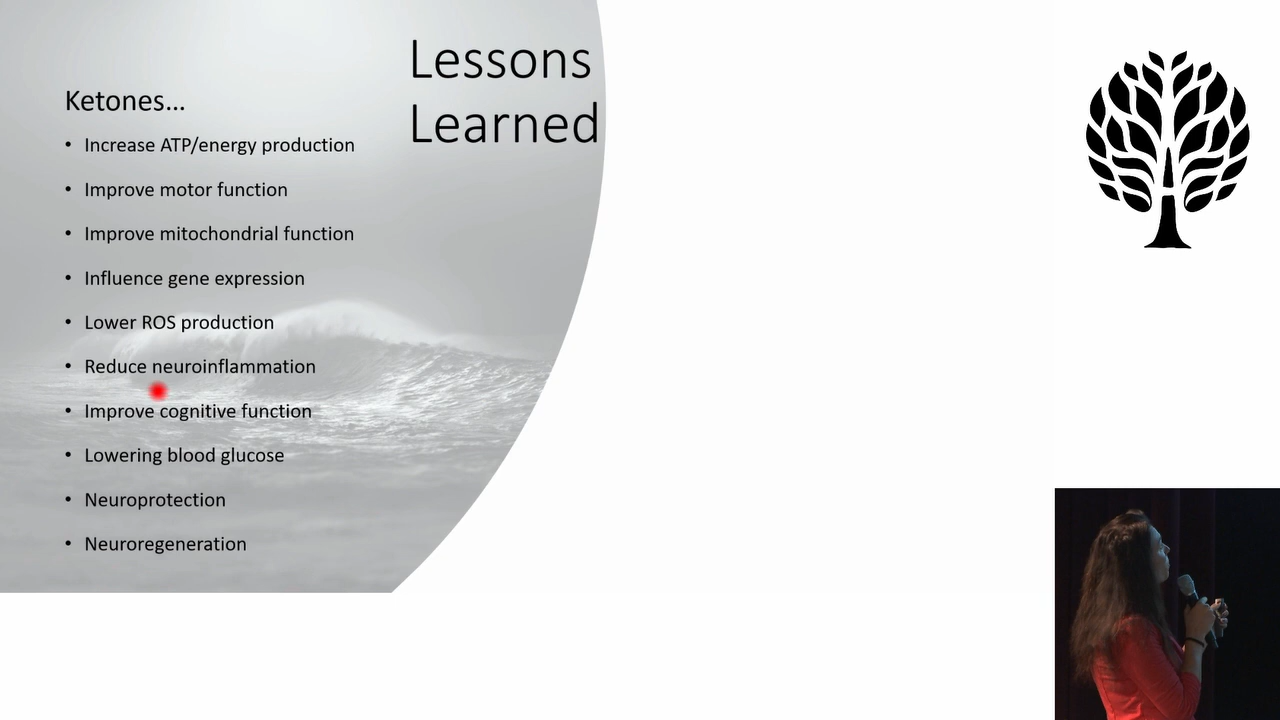 Lessons
Learned
Ketones...
• Increase ATP/energy production
• Improve motor function
• Improve mitochondrial function
• Influence gene expression
• Lower ROS production
• Reduce neuroinflammation
• Improve cognitive function
• Lowering blood glucose
• Neuroprotection
• Neuroregeneration